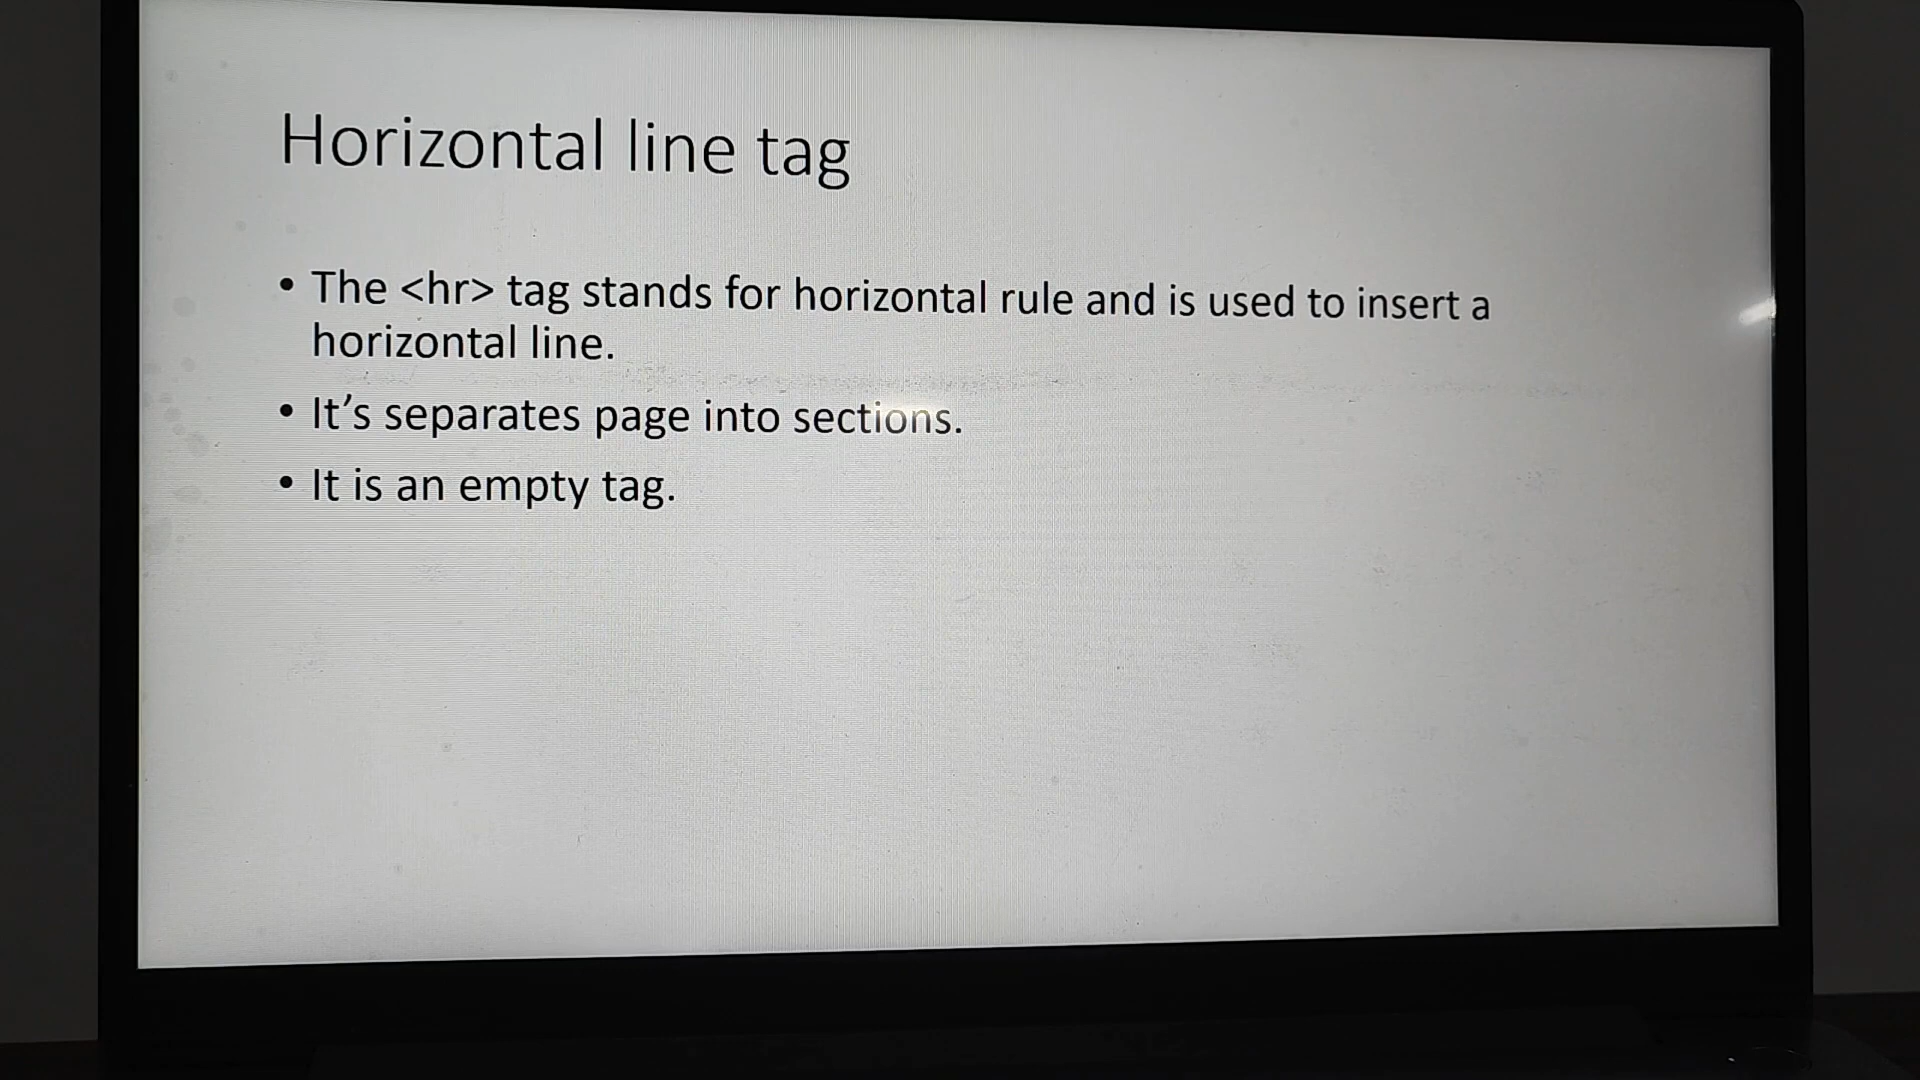 Horizontal line tag
• The <hr> tag stands for horizontal rule and is used to insert a
horizontal line.
• It’s separates page into sections.
• It is an empty tag.